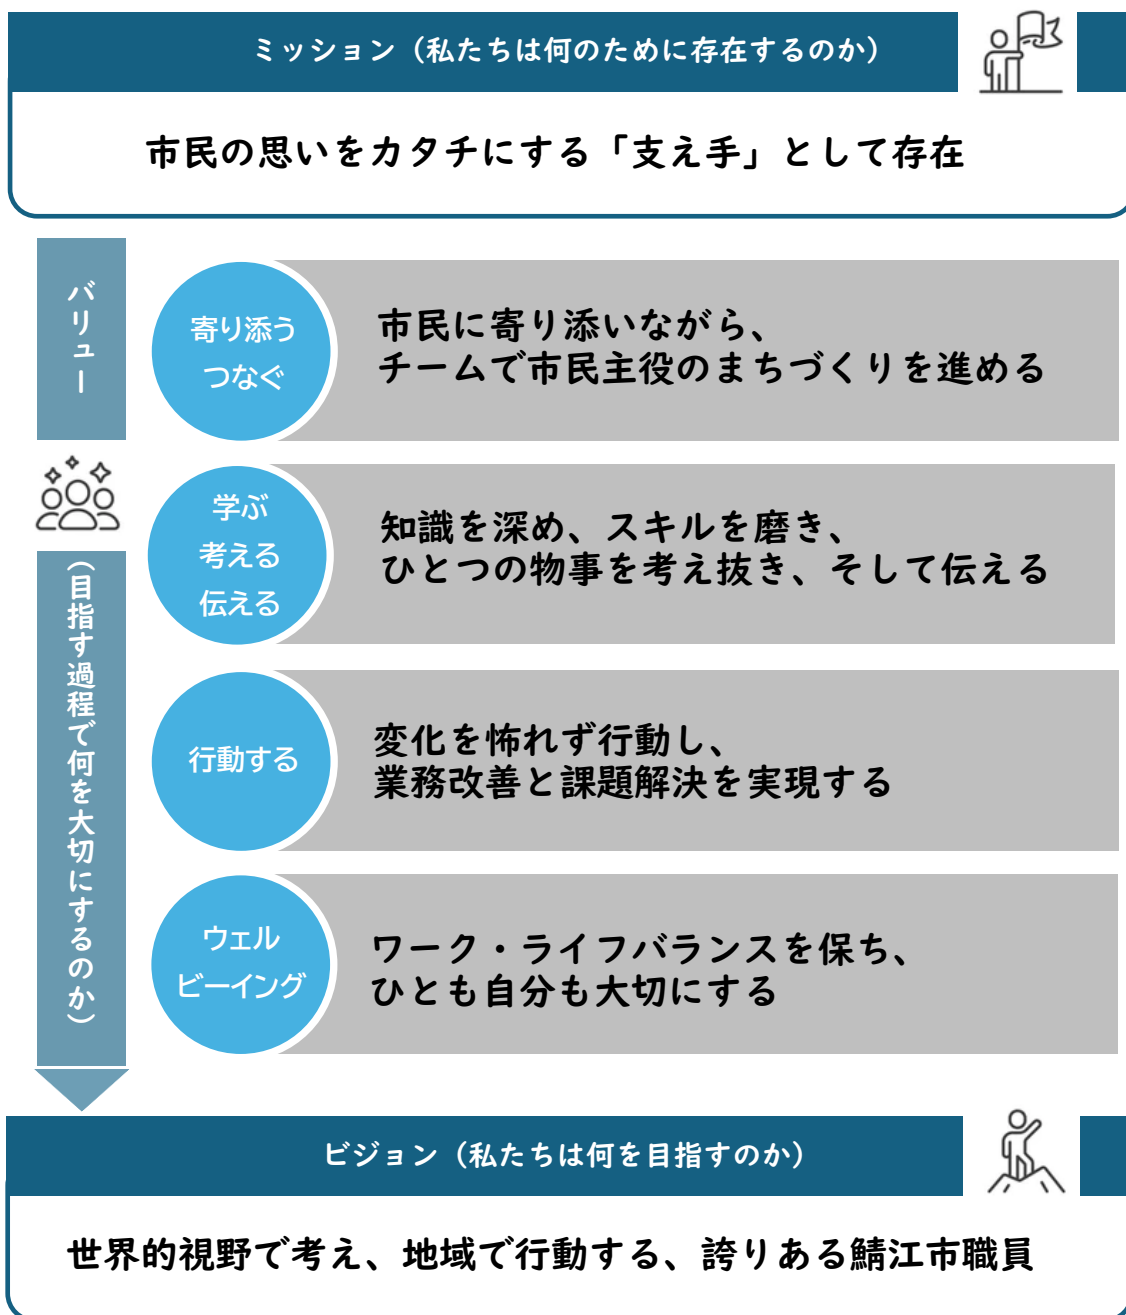 ミッション（私たちは何のために存在するのか）
市民の思いをカタチにする「支え手」として存在
バリュー
（目指す過程で何を大切にするのか）
寄り添う
つなぐ
市民に寄り添いながら、
チームで市民主役のまちづくりを進める
学ぶ
考える
伝える
知識を深め、スキルを磨き、
ひとつの物事を考え抜き、そして伝える
行動する
変化を怖れず行動し、
業務改善と課題解決を実現する
ウェル
ビーイング
ワーク・ライフバランスを保ち、
ひとも自分も大切にする
ビジョン（私たちは何を目指すのか）
世界的視野で考え、地域で行動する、誇りある鯖江市職員